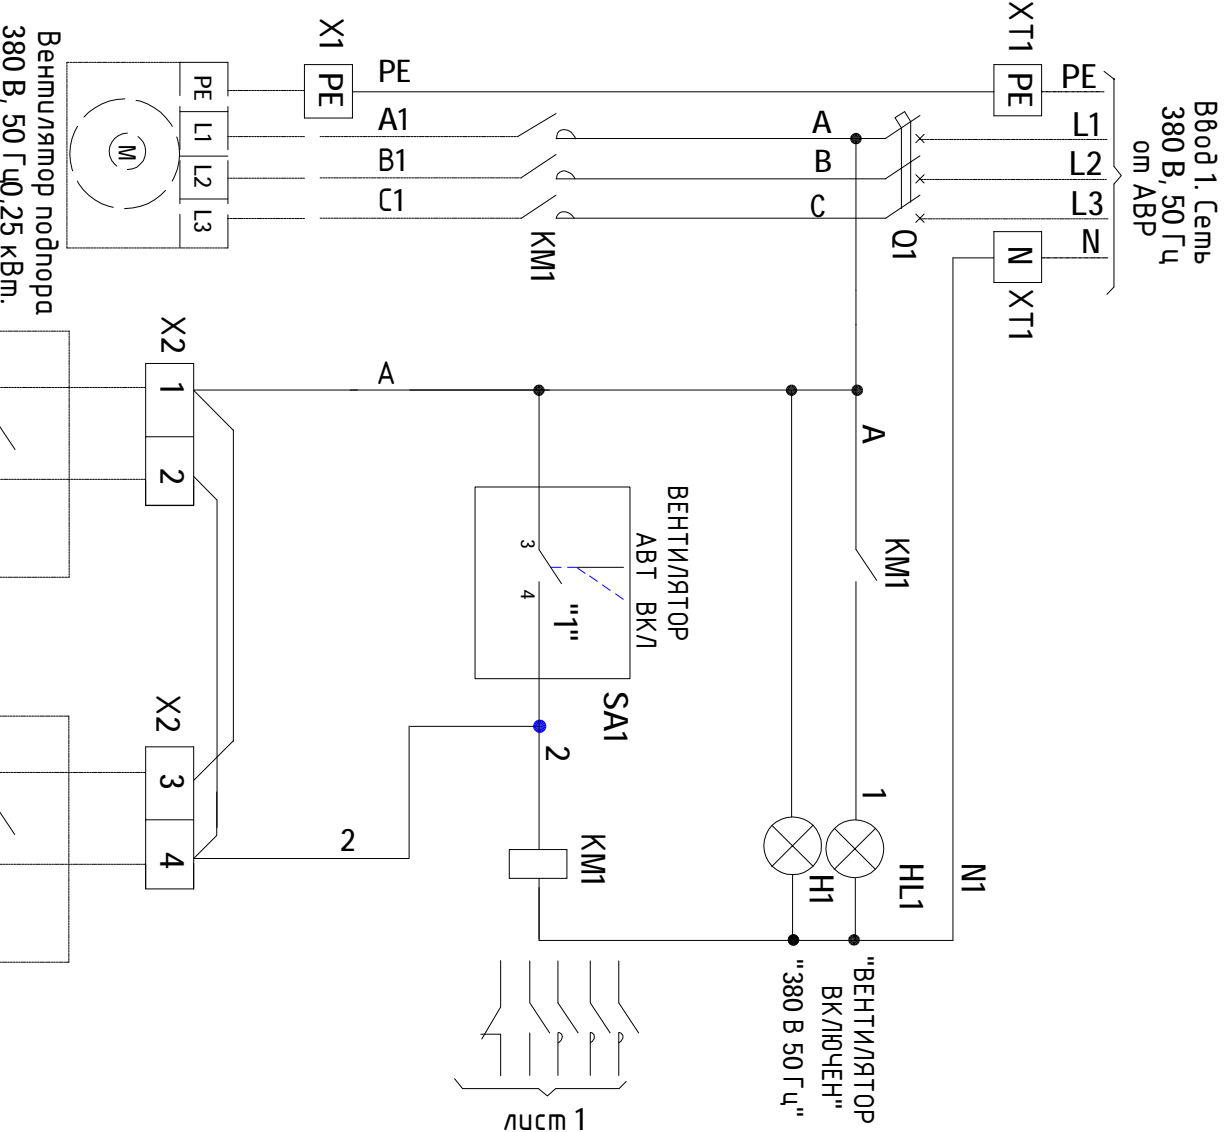 Ввод 1. Сеть
380 В, 50 Гц
от АВР
XT1
PE
PE
L1
L2
L3
N
N
XT1
Q1
A
B
C
PE
A1
B1
C1
KM1
X1
PE
PE
L1
L2
L3
M
Вентилятор подпора
380 В, 50 Гц
0,25 кВт.
X2
1
2
A
A
KM1
ВЕНТИЛЯТОР
АВТ ВКЛ
3
4
"1"
SA1
2
X2
3
4
2
KM1
1
H1
HL1
N1
"ВЕНТИЛЯТОР
ВКЛЮЧЕН"
"380 В 50 Гц"
лист 1